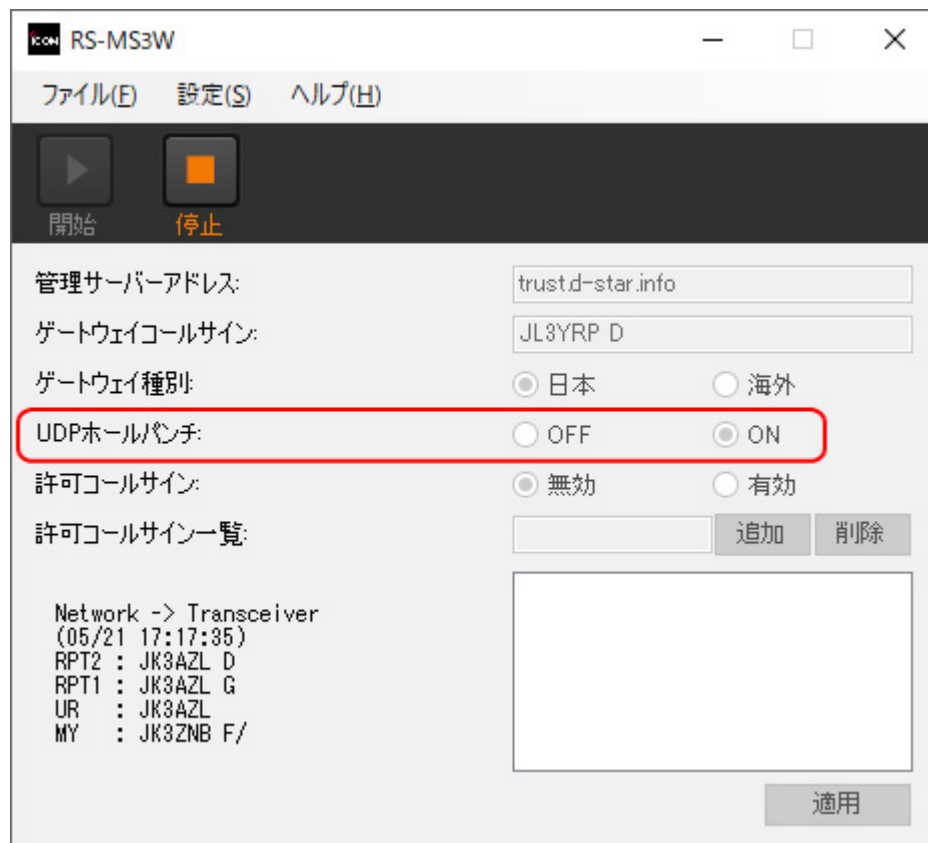 iCOM RS-MS3W
ファイル(F) 設定(S) ヘルプ(H)
開始 停止
管理サーバーアドレス: trust.d-star.info
ゲートウェイコールサイン: JL3YRP D
ゲートウェイ種別: 日本 海外
UDPホールパンチ: OFF ON
許可コールサイン: 無効 有効
許可コールサイン一覧: 追加 削除
Network -> Transceiver
(05/21 17:17:35)
RPT2 : JK3AZL D
RPT1 : JK3AZL G
UR : JK3AZL
MY : JK3ZNB F/
適用